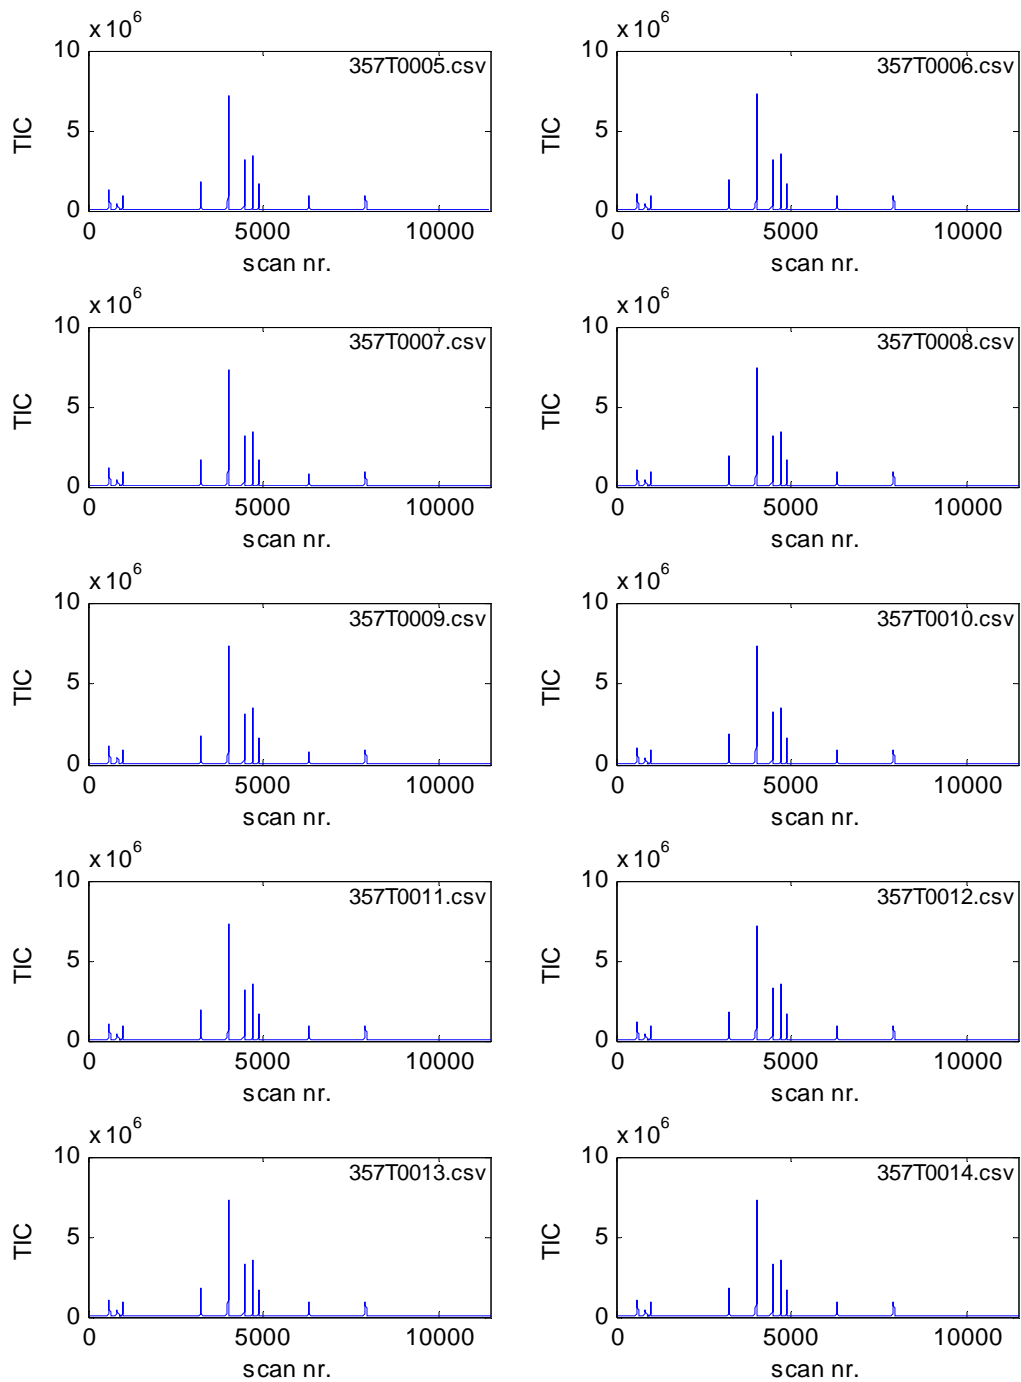 x 10^6
10
5
0
TIC
357T0005.csv
0 5000 10000
scan nr.
x 10^6
10
5
0
TIC
357T0006.csv
0 5000 10000
scan nr.
x 10^6
10
5
0
TIC
357T0007.csv
0 5000 10000
scan nr.
x 10^6
10
5
0
TIC
357T0008.csv
0 5000 10000
scan nr.
x 10^6
10
5
0
TIC
357T0009.csv
0 5000 10000
scan nr.
x 10^6
10
5
0
TIC
357T0010.csv
0 5000 10000
scan nr.
x 10^6
10
5
0
TIC
357T0011.csv
0 5000 10000
scan nr.
x 10^6
10
5
0
TIC
357T0012.csv
0 5000 10000
scan nr.
x 10^6
10
5
0
TIC
357T0013.csv
0 5000 10000
scan nr.
x 10^6
10
5
0
TIC
357T0014.csv
0 5000 10000
scan nr.